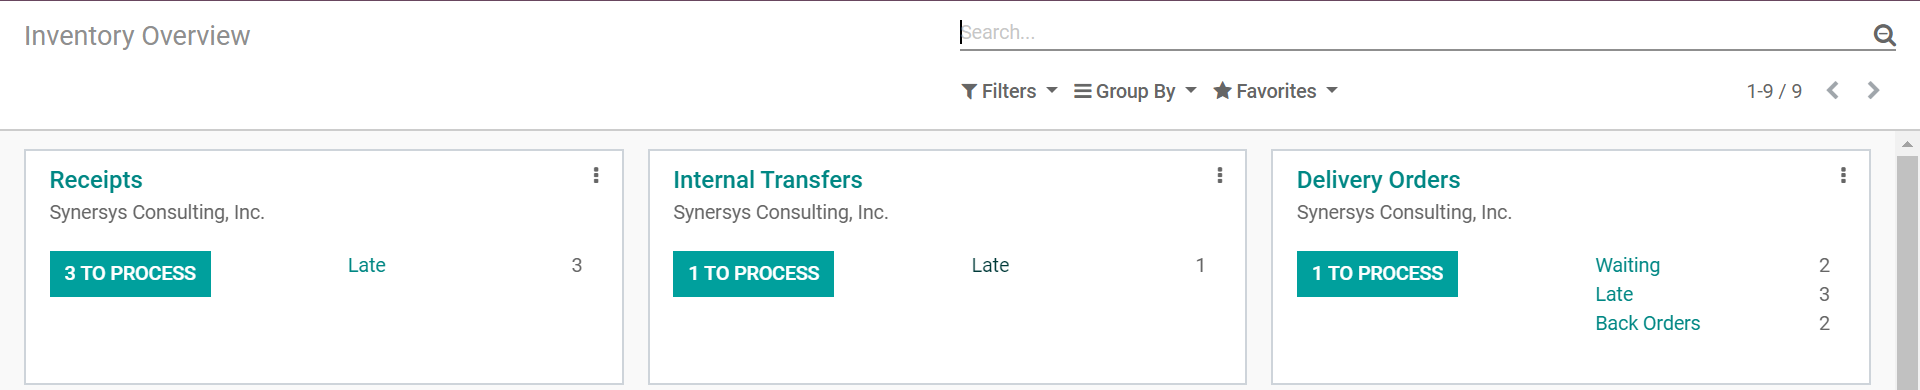 Inventory Overview
Search...
Filters Group By Favorites 1-9 / 9
Receipts
Synersys Consulting, Inc.
3 TO PROCESS Late 3
Internal Transfers
Synersys Consulting, Inc.
1 TO PROCESS Late 1
Delivery Orders
Synersys Consulting, Inc.
1 TO PROCESS Waiting 2
Late 3
Back Orders 2